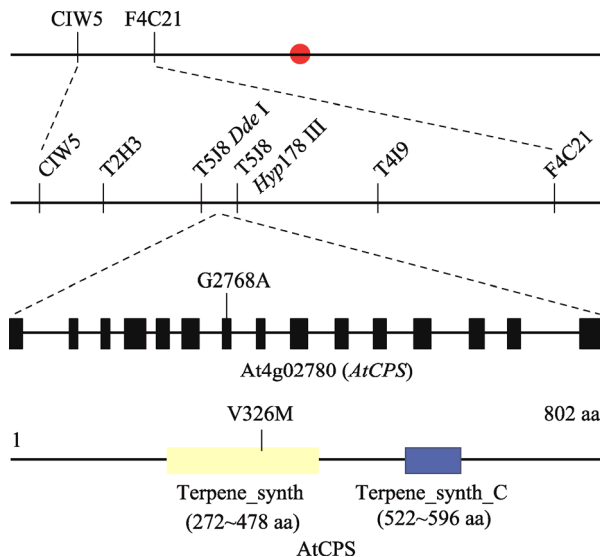 CIW5 F4C21
CIW5
T2H3
T5J8 Dde I
T5J8
Hyp178 III
T4I9
F4C21
G2768A
At4g02780 (AtCPS)
V326M
1
802 aa
Terpene_synth
(272~478 aa)
Terpene_synth_C
(522~596 aa)
AtCPS